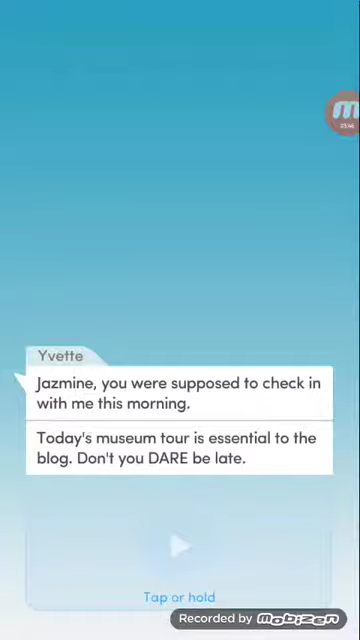 Yvette
Jazmine, you were supposed to check in
with me this morning.
Today's museum tour is essential to the
blog. Don't you DARE be late.
Tap or hold
Recorded by mobizen